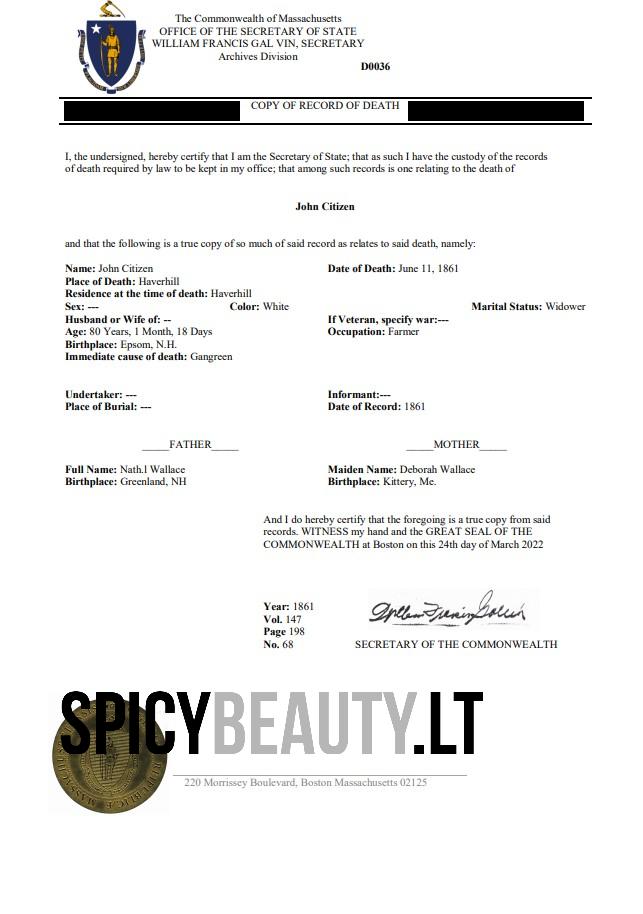 The Commonwealth of Massachusetts
OFFICE OF THE SECRETARY OF STATE
WILLIAM FRANCIS GAL VIN, SECRETARY
Archives Division
D0036
COPY OF RECORD OF DEATH
I, the undersigned, hereby certify that I am the Secretary of State; that as such I have the custody of the records
of death required by law to be kept in my office; that among such records is one relating to the death of
John Citizen
and that the following is a true copy of so much of said record as relates to said death, namely:
Name: John Citizen Date of Death: June 11, 1861
Place of Death: Haverhill
Residence at the time of death: Haverhill
Sex: --- Color: White Marital Status: Widower
Husband or Wife of: -- If Veteran, specify war:---
Age: 80 Years, 1 Month, 18 Days Occupation: Farmer
Birthplace: Epsom, N.H.
Immediate cause of death: Gangreen
Undertaker: --- Informant:---
Place of Burial: --- Date of Record: 1861
_____FATHER_____ _____MOTHER_____
Full Name: Nath.l Wallace Maiden Name: Deborah Wallace
Birthplace: Greenland, NH Birthplace: Kittery, Me.
And I do hereby certify that the foregoing is a true copy from said
records. WITNESS my hand and the GREAT SEAL OF THE
COMMONWEALTH at Boston on this 24th day of March 2022
Year: 1861
Vol. 147
Page 198
No. 68 SECRETARY OF THE COMMONWEALTH
SPICYBEAUTY.LT
220 Morrissey Boulevard, Boston Massachusetts 02125